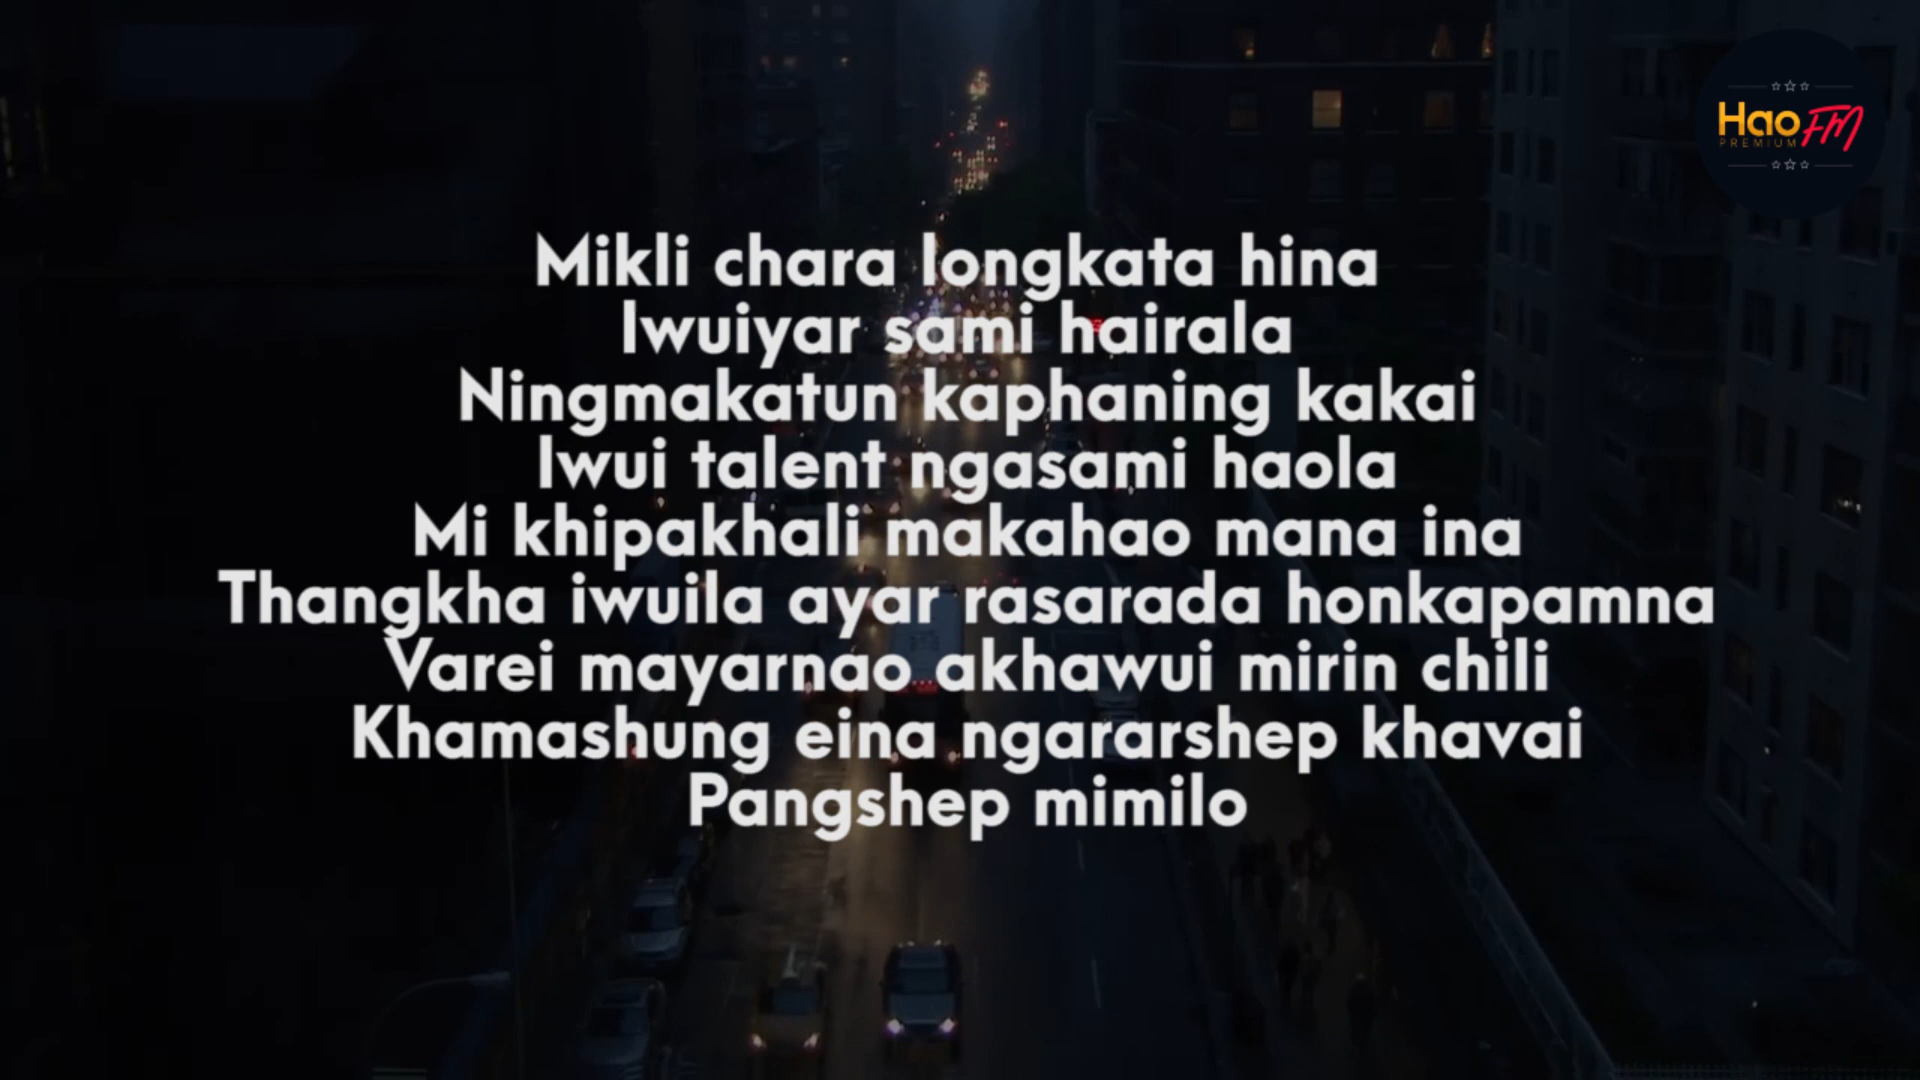 Hao FM
PREMIUM
Mikli chara longkata hina
Iwuiyar sami hairala
Ningmakatun kaphaning kakai
Iwui talent ngasami haola
Mi khipakhali makahao mana ina
Thangkha iwuila ayar rasarada honkapamna
Varei mayarnao akhawui mirin chili
Khamashung eina ngararshep khavai
Pangshep mimilo